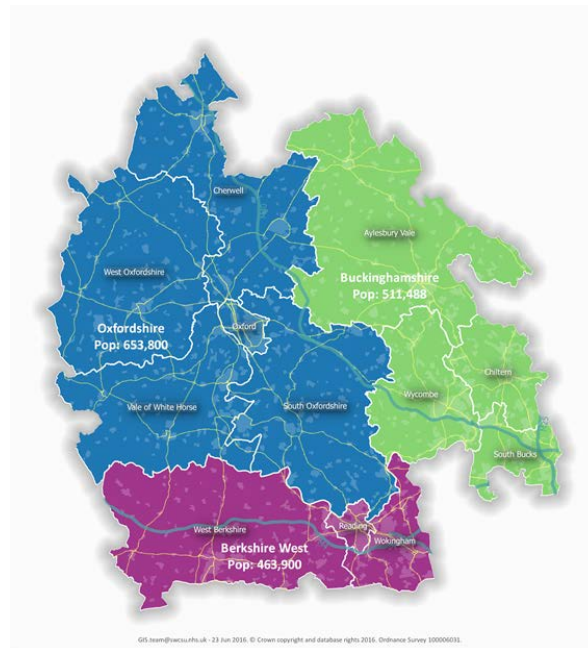 Cherwell
Aylesbury Vale
West Oxfordshire
Buckinghamshire
Pop: 511,488
Oxfordshire
Pop: 653,800
Oxford
Chiltern
Wycombe
Vale of White Horse
South Oxfordshire
South Bucks
West Berkshire
Reading
Wokingham
Berkshire West
Pop: 463,900
GIS.team@swcsu.nhs.uk - 23 Jun 2016. © Crown copyright and database rights 2016. Ordnance Survey 100006031.